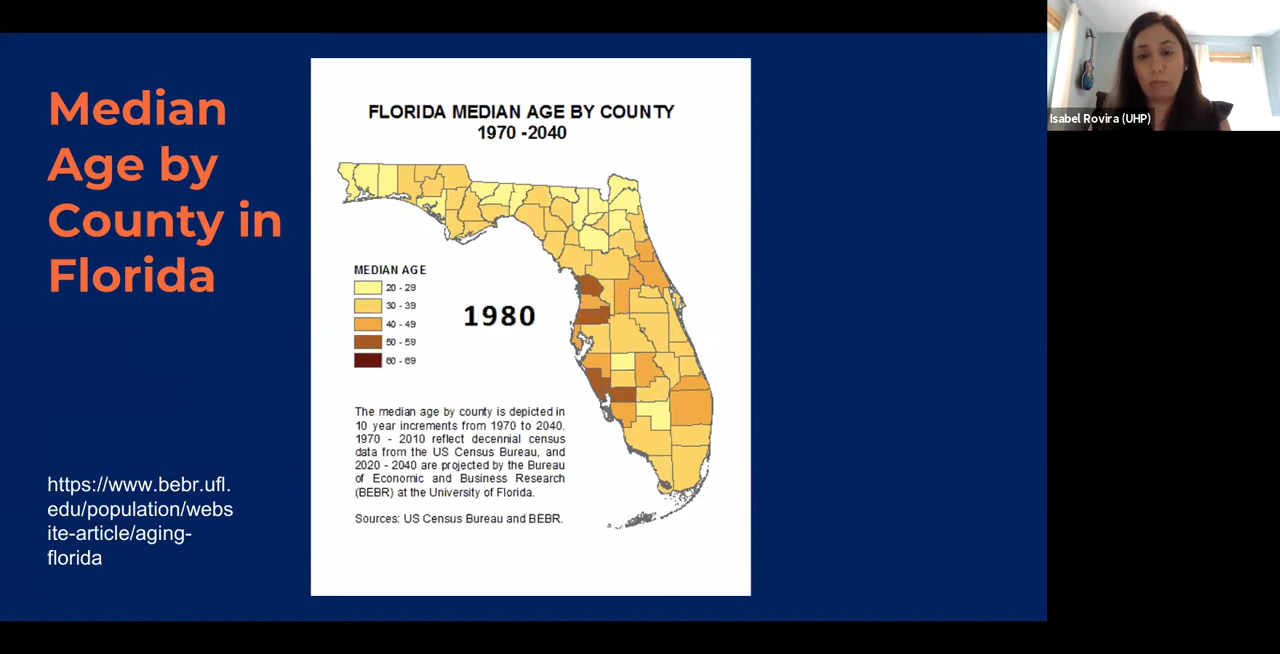 Median
Age by
County in
Florida
https://www.bebr.ufl.
edu/population/webs
ite-article/aging-
florida
FLORIDA MEDIAN AGE BY COUNTY
1970 -2040
MEDIAN AGE
20 - 29
30 - 39
40 - 49
50 - 59
60 - 69
1980
The median age by county is depicted in
10 year increments from 1970 to 2040.
1970 - 2010 reflect decennial census
data from the US Census Bureau, and
2020 - 2040 are projected by the Bureau
of Economic and Business Research
(BEBR) at the University of Florida.
Sources: US Census Bureau and BEBR.
Isabel Rovira (UHP)